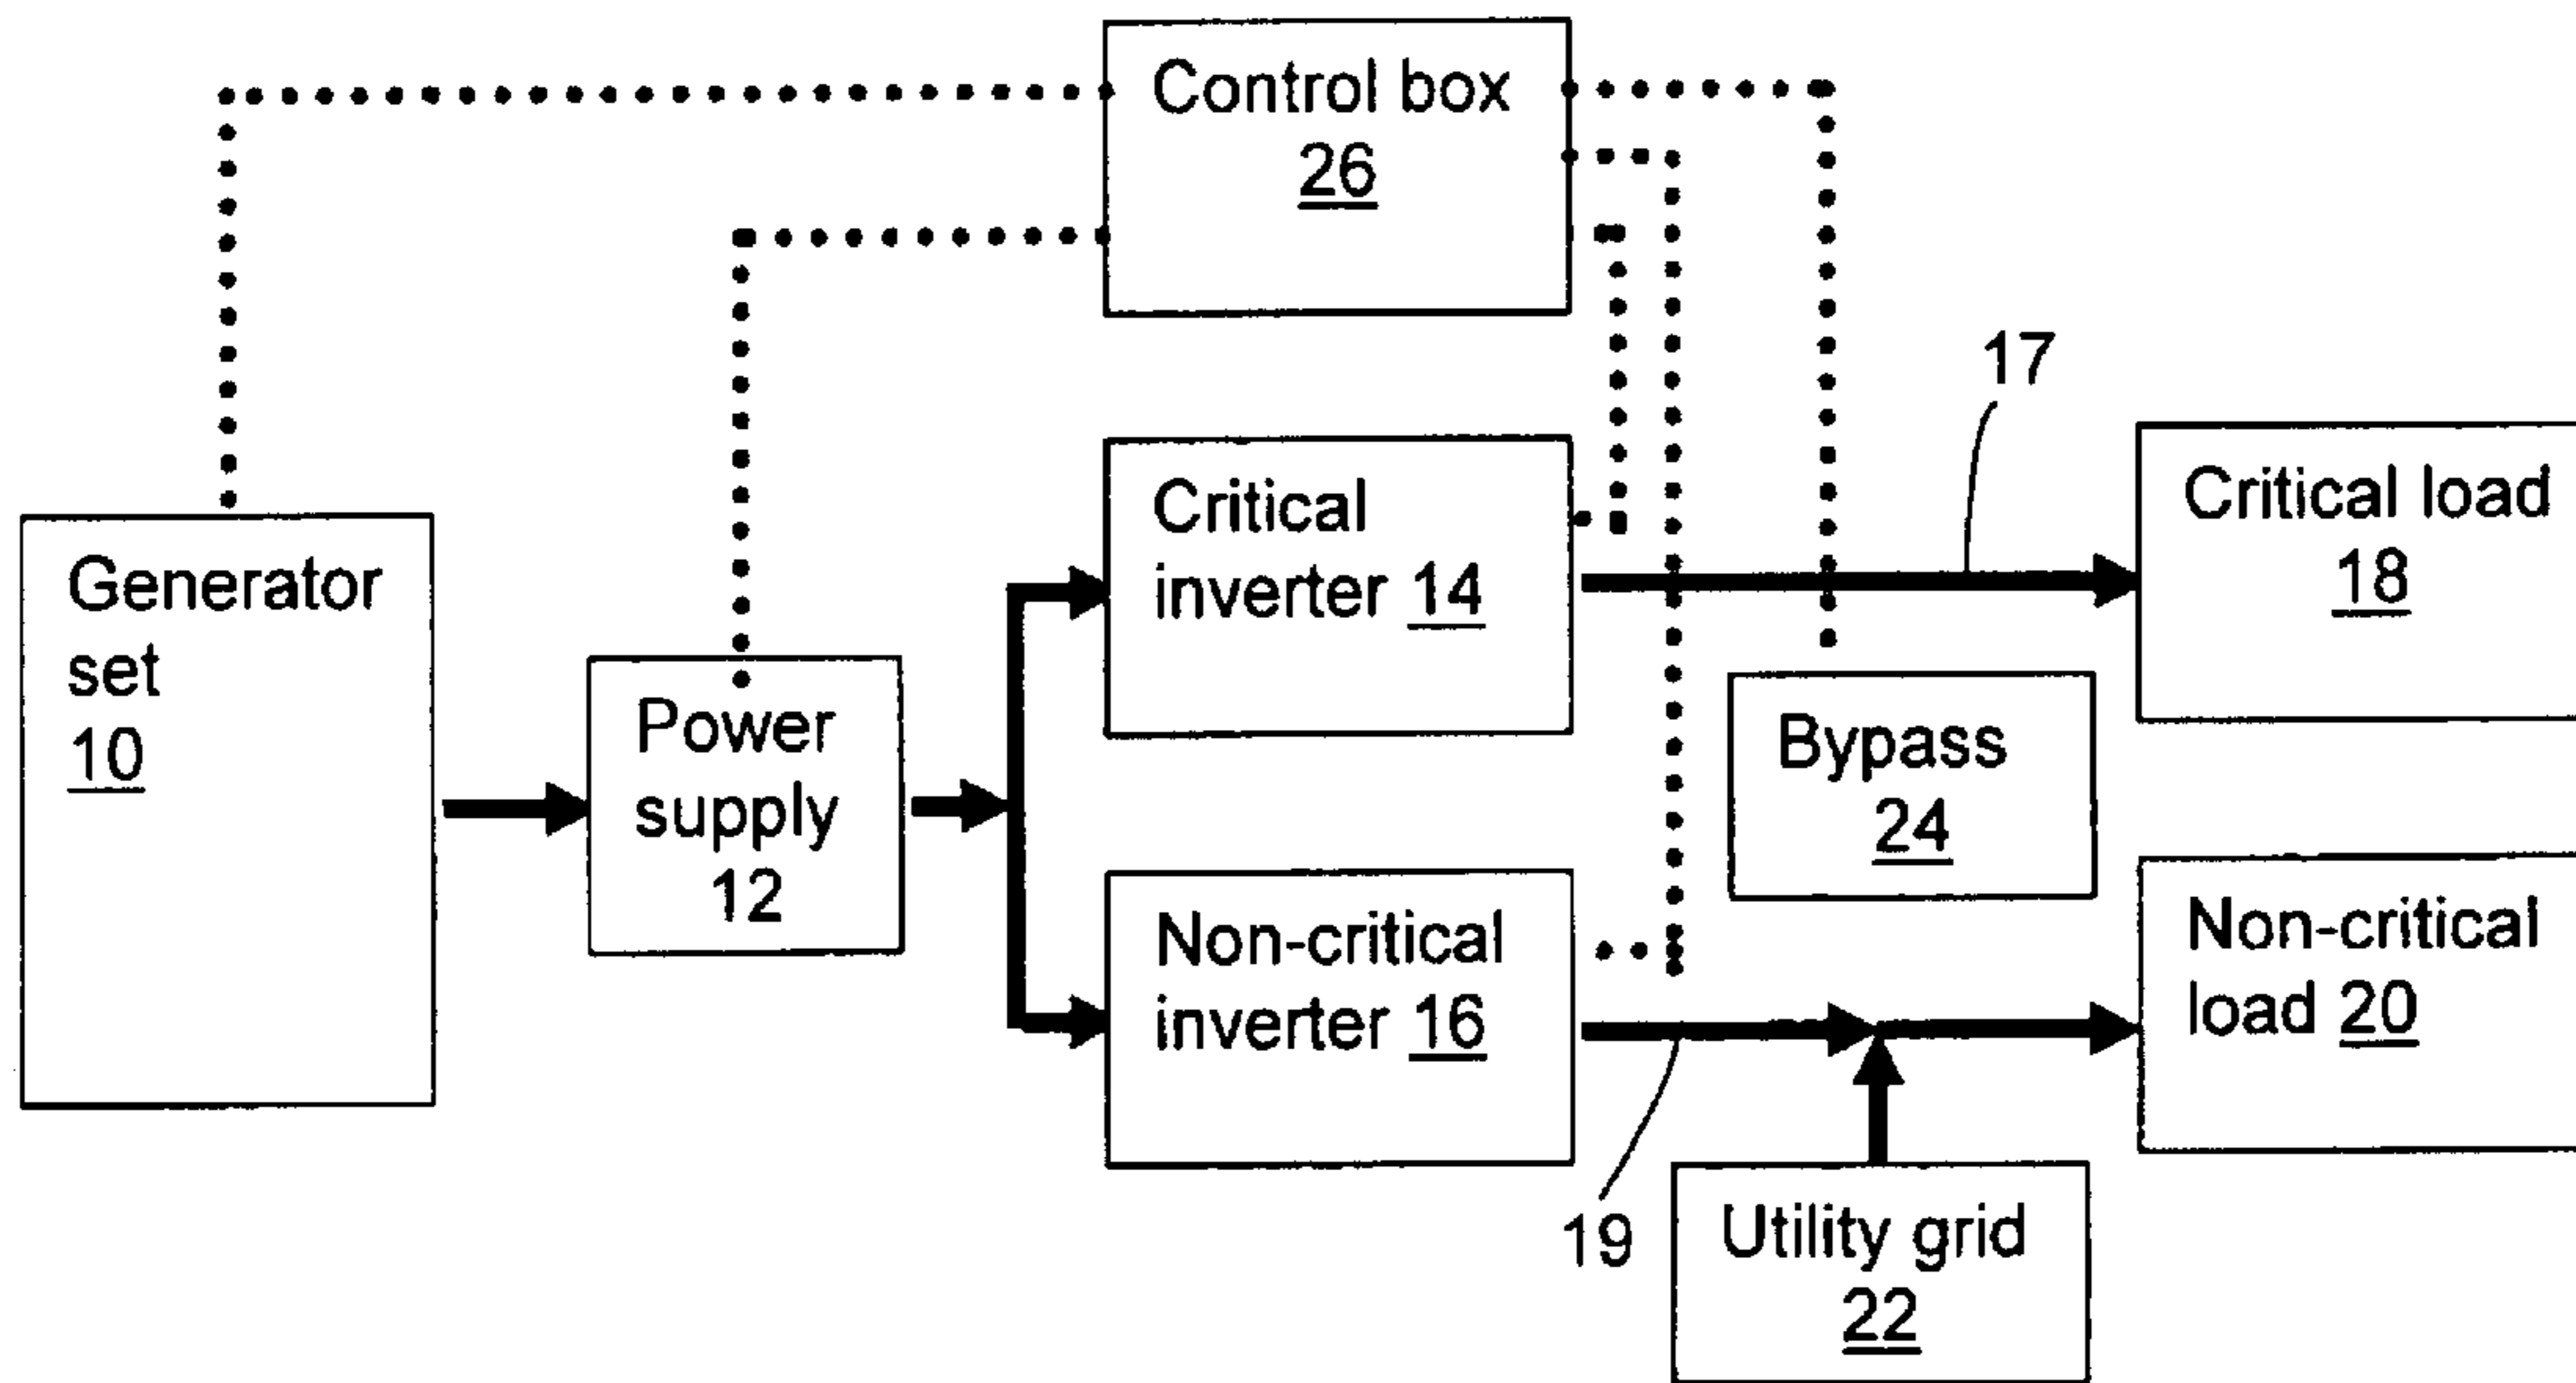 Control box
26
17
Critical
inverter 14
Critical load
18
Generator
set
10
Power
supply
12
Bypass
24
Non-critical
inverter 16
Non-critical
load 20
19
Utility grid
22